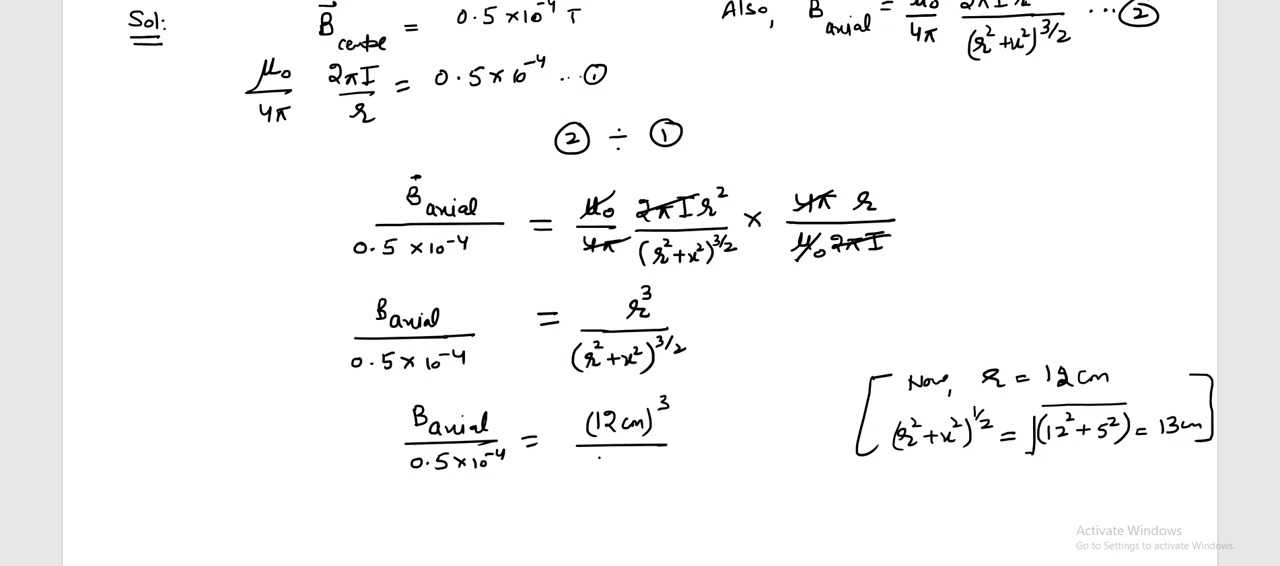 Sol: B⃗ centre = 0.5 × 10⁻⁴ T Also, B axial = μ₀/4π 2πIr²/(r²+x²)^3/2 ... ②
μ₀/4π 2πI/r = 0.5 × 10⁻⁴ ... ①
② ÷ ①
B⃗ axial / 0.5 × 10⁻⁴ = μ₀/4π 2πIr²/(r²+x²)^3/2 × 4π r/μ₀ 2πI
B axial / 0.5 × 10⁻⁴ = r³/(r²+x²)^3/2
[Now, r = 12 cm
(r²+x²)^1/2 = √(12²+5²) = 13 cm]
B axial / 0.5 × 10⁻⁴ = (12 cm)³/
Activate Windows
Go to Settings to activate Windows.